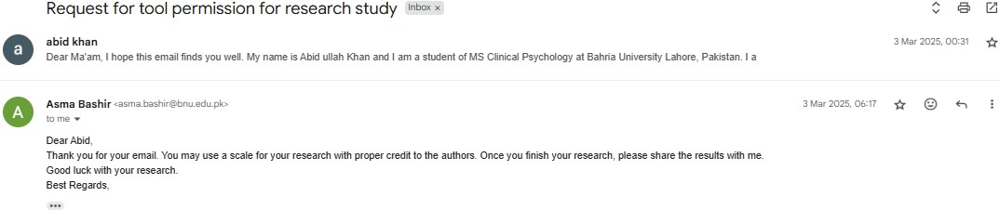 Request for tool permission for research study Inbox ×
a
abid khan
3 Mar 2025, 00:31
Dear Ma'am, I hope this email finds you well. My name is Abid ullah Khan and I am a student of MS Clinical Psychology at Bahria University Lahore, Pakistan. I a
A
Asma Bashir <asma.bashir@bnu.edu.pk>
3 Mar 2025, 06:17
to me
Dear Abid,
Thank you for your email. You may use a scale for your research with proper credit to the authors. Once you finish your research, please share the results with me.
Good luck with your research.
Best Regards,